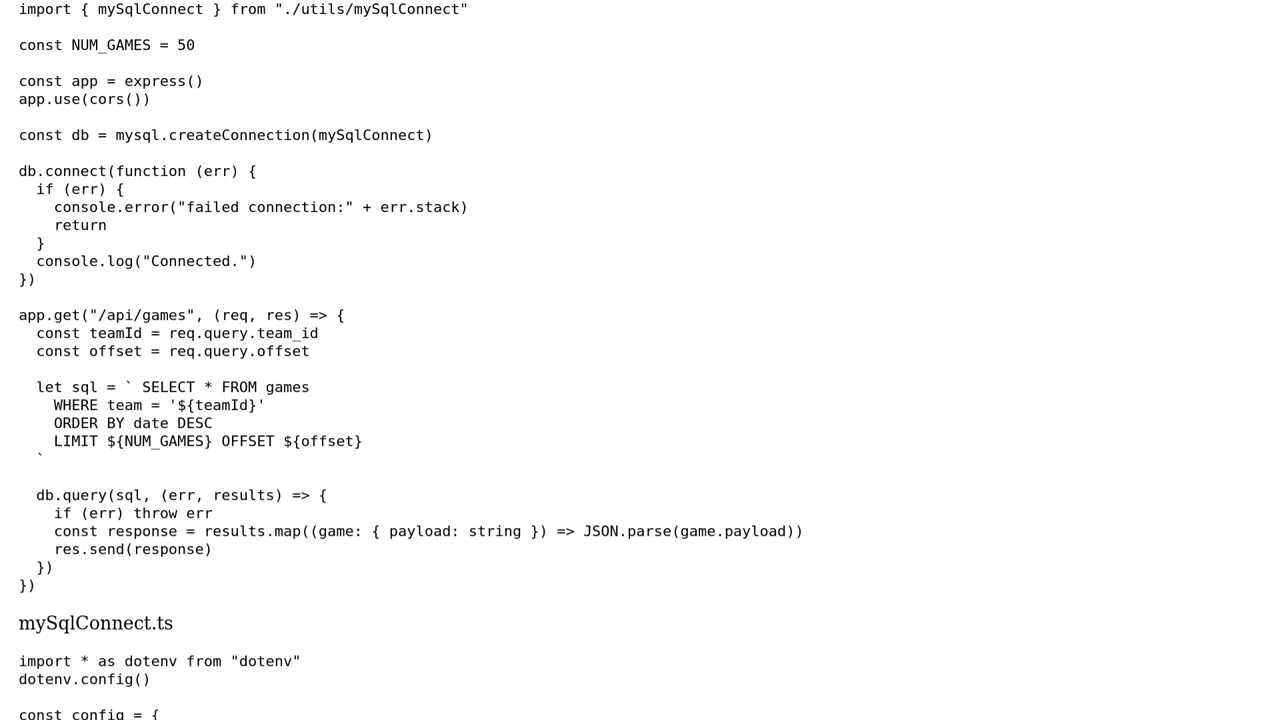 import { mySqlConnect } from "./utils/mySqlConnect"
const NUM_GAMES = 50
const app = express()
app.use(cors())
const db = mysql.createConnection(mySqlConnect)
db.connect(function (err) {
  if (err) {
    console.error("failed connection:" + err.stack)
    return
  }
  console.log("Connected.")
})
app.get("/api/games", (req, res) => {
  const teamId = req.query.team_id
  const offset = req.query.offset
  let sql = ` SELECT * FROM games
    WHERE team = '${teamId}'
    ORDER BY date DESC
    LIMIT ${NUM_GAMES} OFFSET ${offset}
  `
  db.query(sql, (err, results) => {
    if (err) throw err
    const response = results.map((game: { payload: string }) => JSON.parse(game.payload))
    res.send(response)
  })
})
mySqlConnect.ts
import * as dotenv from "dotenv"
dotenv.config()
const config = {